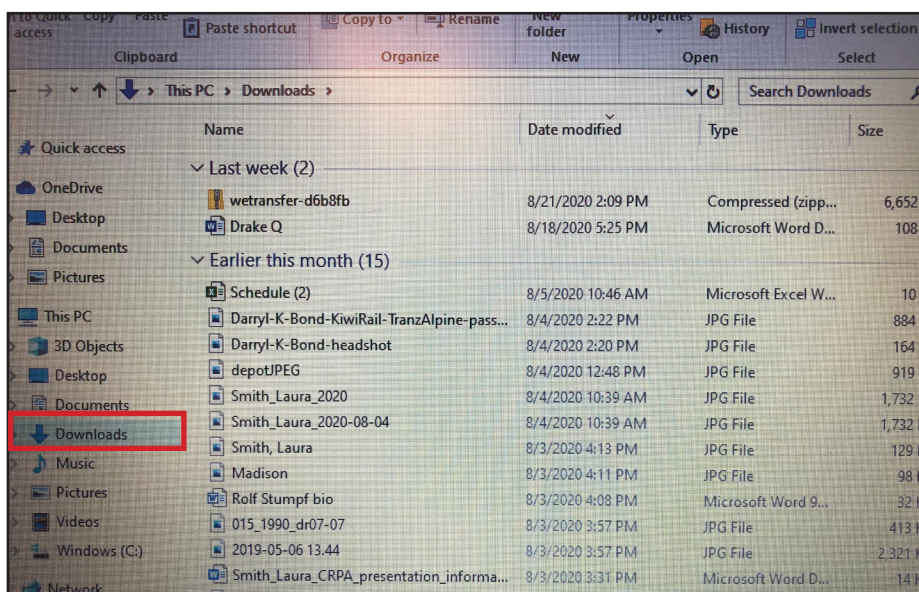 n to Quick Copy Paste
access
Paste shortcut
Copy to
Rename
New
folder
Properties
History
Invert selection
Clipboard
Organize
New
Open
Select
This PC > Downloads >
Search Downloads
Name Date modified Type Size
Quick access
OneDrive
Desktop
Documents
Pictures
This PC
3D Objects
Desktop
Documents
Downloads
Music
Pictures
Videos
Windows (C:)
Network
Last week (2)
wetransfer-d6b8fb 8/21/2020 2:09 PM Compressed (zipp... 6,652
Drake Q 8/18/2020 5:25 PM Microsoft Word D... 108
Earlier this month (15)
Schedule (2) 8/5/2020 10:46 AM Microsoft Excel W... 10
Darryl-K-Bond-KiwiRail-TranzAlpine-pass... 8/4/2020 2:22 PM JPG File 884
Darryl-K-Bond-headshot 8/4/2020 2:20 PM JPG File 164
depotJPEG 8/4/2020 12:48 PM JPG File 919
Smith_Laura_2020 8/4/2020 10:39 AM JPG File 1,732
Smith_Laura_2020-08-04 8/4/2020 10:39 AM JPG File 1,732
Smith, Laura 8/3/2020 4:13 PM JPG File 129
Madison 8/3/2020 4:11 PM JPG File 98
Rolf Stumpf bio 8/3/2020 4:08 PM Microsoft Word 9... 32
015_1990_dr07-07 8/3/2020 3:57 PM JPG File 413
2019-05-06 13.44 8/3/2020 3:57 PM JPG File 2,321
Smith_Laura_CRPA_presentation_informa... 8/3/2020 3:31 PM Microsoft Word D... 14